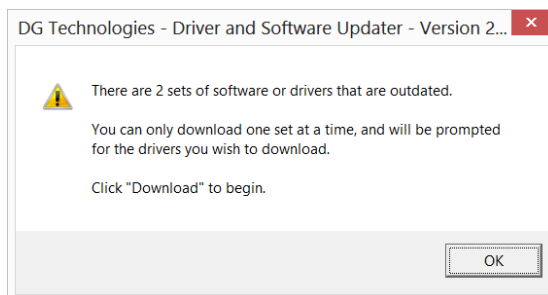 DG Technologies - Driver and Software Updater - Version 2...
There are 2 sets of software or drivers that are outdated.
You can only download one set at a time, and will be prompted
for the drivers you wish to download.
Click "Download" to begin.
OK